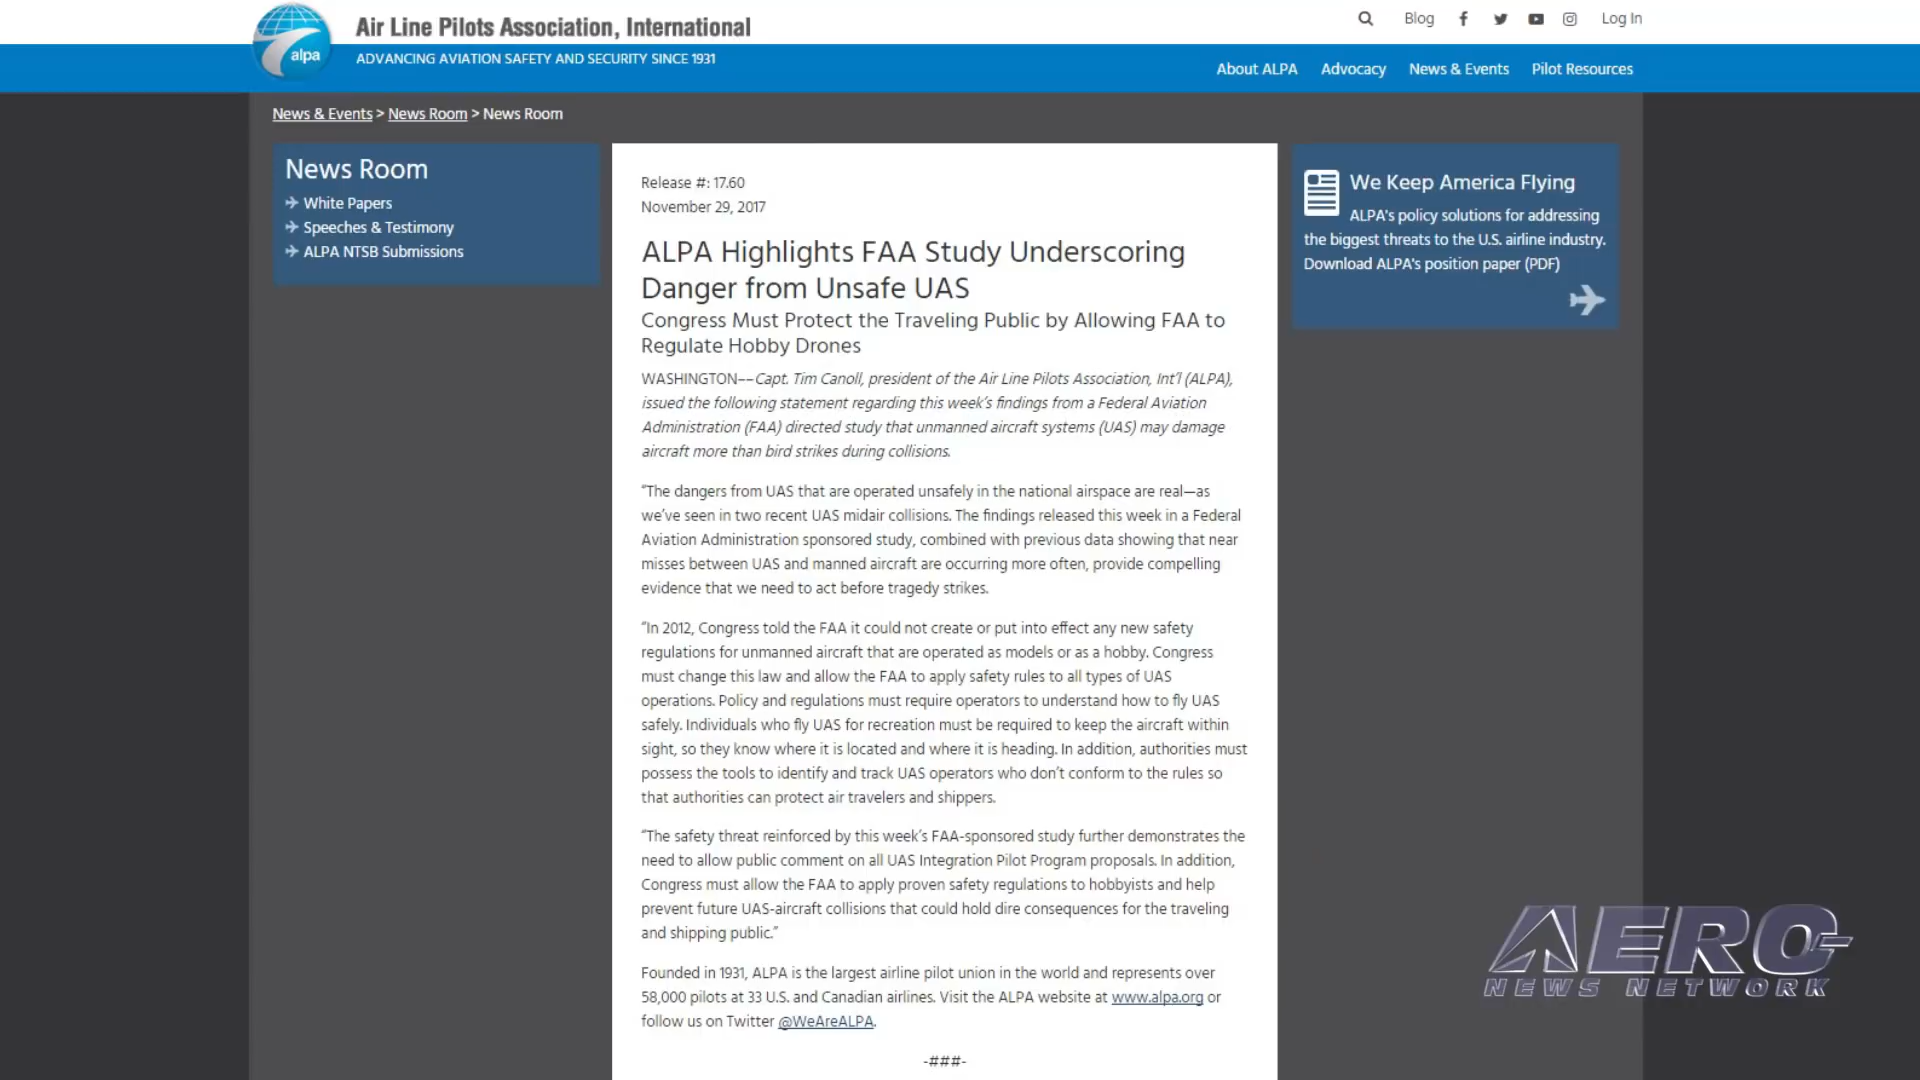 alpa
Air Line Pilots Association, International
ADVANCING AVIATION SAFETY AND SECURITY SINCE 1931
Blog
Log In
About ALPA
Advocacy
News & Events
Pilot Resources
News & Events > News Room > News Room
News Room
White Papers
Speeches & Testimony
ALPA NTSB Submissions
Release #: 17.60
November 29, 2017
ALPA Highlights FAA Study Underscoring
Danger from Unsafe UAS
Congress Must Protect the Traveling Public by Allowing FAA to
Regulate Hobby Drones
WASHINGTON––Capt. Tim Canoll, president of the Air Line Pilots Association, Int'l (ALPA),
issued the following statement regarding this week's findings from a Federal Aviation
Administration (FAA) directed study that unmanned aircraft systems (UAS) may damage
aircraft more than bird strikes during collisions.
"The dangers from UAS that are operated unsafely in the national airspace are real—as
we've seen in two recent UAS midair collisions. The findings released this week in a Federal
Aviation Administration sponsored study, combined with previous data showing that near
misses between UAS and manned aircraft are occurring more often, provide compelling
evidence that we need to act before tragedy strikes.
"In 2012, Congress told the FAA it could not create or put into effect any new safety
regulations for unmanned aircraft that are operated as models or as a hobby. Congress
must change this law and allow the FAA to apply safety rules to all types of UAS
operations. Policy and regulations must require operators to understand how to fly UAS
safely. Individuals who fly UAS for recreation must be required to keep the aircraft within
sight, so they know where it is located and where it is heading. In addition, authorities must
possess the tools to identify and track UAS operators who don't conform to the rules so
that authorities can protect air travelers and shippers.
"The safety threat reinforced by this week's FAA-sponsored study further demonstrates the
need to allow public comment on all UAS Integration Pilot Program proposals. In addition,
Congress must allow the FAA to apply proven safety regulations to hobbyists and help
prevent future UAS-aircraft collisions that could hold dire consequences for the traveling
and shipping public."
Founded in 1931, ALPA is the largest airline pilot union in the world and represents over
58,000 pilots at 33 U.S. and Canadian airlines. Visit the ALPA website at www.alpa.org or
follow us on Twitter @WeAreALPA.
-###-
We Keep America Flying
ALPA's policy solutions for addressing
the biggest threats to the U.S. airline industry.
Download ALPA's position paper (PDF)
AERO-
NEWS NETWORK